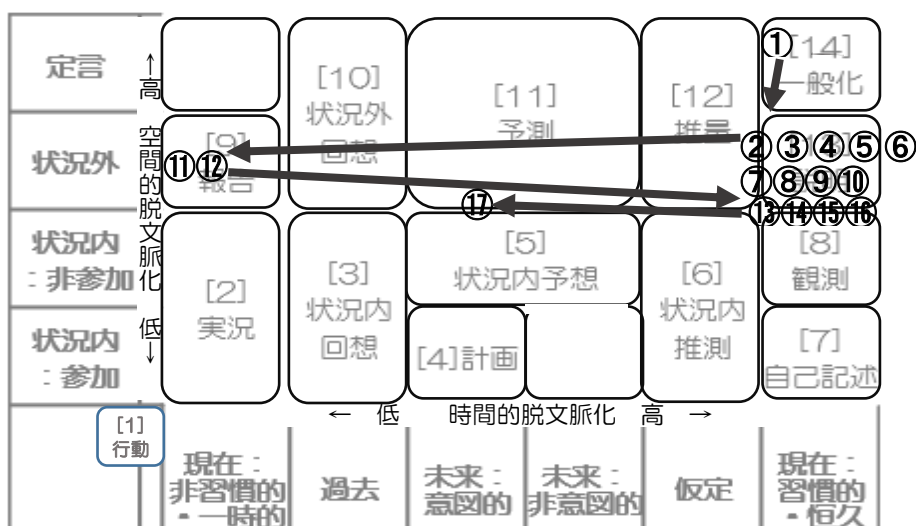 定言
状況外
状況内
：非参加
状況内
：参加
↑
高
空間的脱文脈化
低
↓
[1]
行動
[9]
報告
⑪⑫
[2]
実況
[10]
状況外
回想
[3]
状況内
回想
[11]
予測
⑰
[5]
状況内予想
[4]計画
[12]
推量
[6]
状況内
推測
①
[14]
一般化
②③④⑤⑥
⑦⑧⑨⑩
⑬⑭⑮⑯
[8]
観測
[7]
自己記述
← 低 時間的脱文脈化 高 →
現在：
非習慣的
・一時的
過去
未来：
意図的
未来：
非意図的
仮定
現在：
習慣的
・恒久